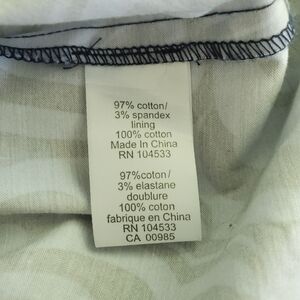 97% cotton/
3% spandex
lining
100% cotton
Made In China
RN 104533
97%coton/
3% elastane
doublure
100% coton
fabrique en China
RN 104533
CA 00985